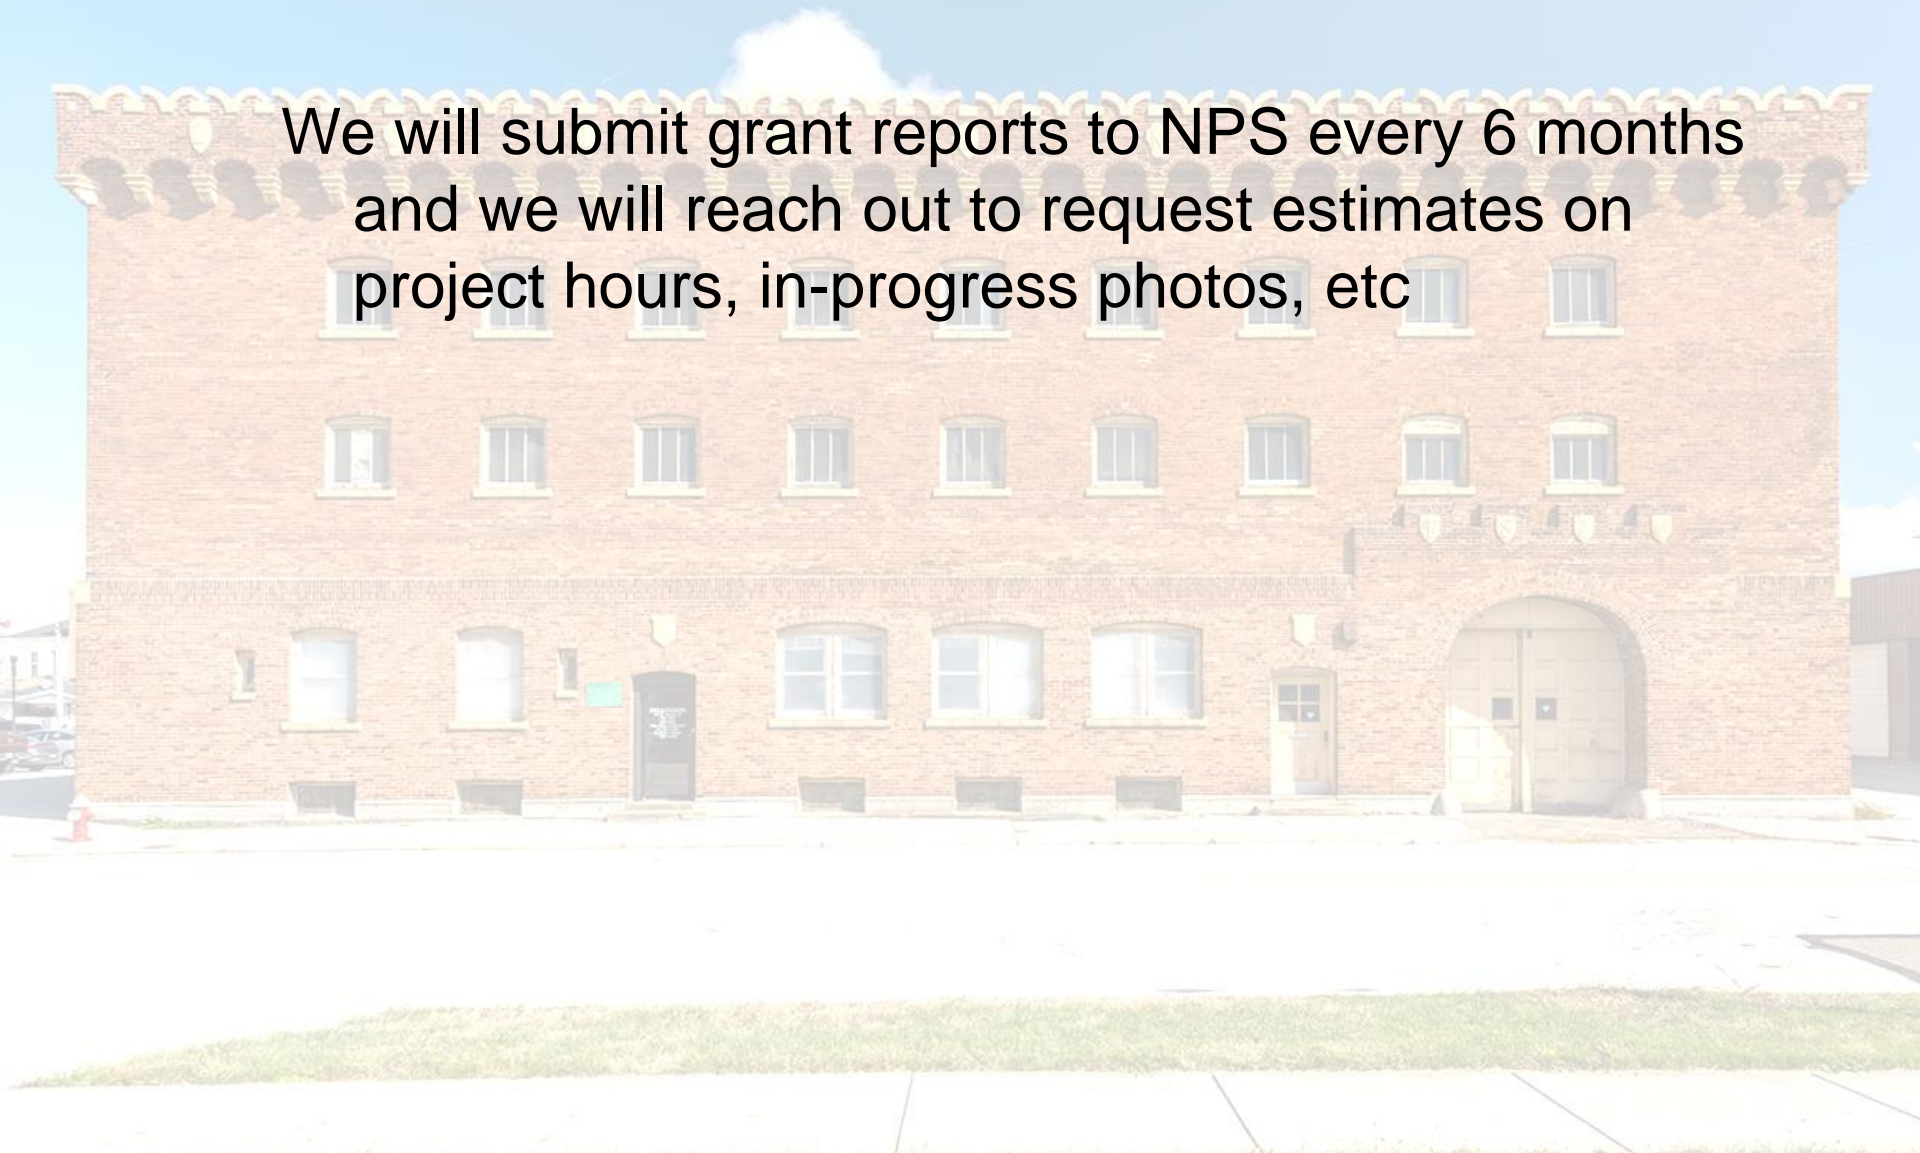 We will submit grant reports to NPS every 6 months
and we will reach out to request estimates on
project hours, in-progress photos, etc